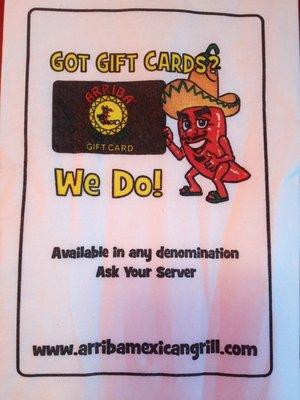 GOT GIFT CARDS?
ARRIBA
GIFT CARD
WE DO!
Available in any denomination
Ask Your Server
www.arribamexicangrill.com